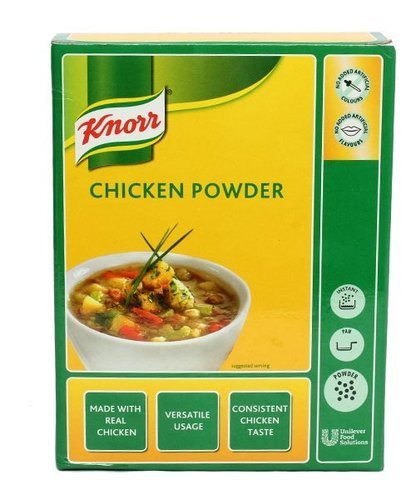 Knorr®
CHICKEN POWDER
NO ADDED ARTIFICIAL
COLOURS
NO ADDED ARTIFICIAL
FLAVOURS
INSTANT
PAN
POWDER
suggested serving
MADE WITH
REAL
CHICKEN
VERSATILE
USAGE
CONSISTENT
CHICKEN
TASTE
Unilever
Food
Solutions